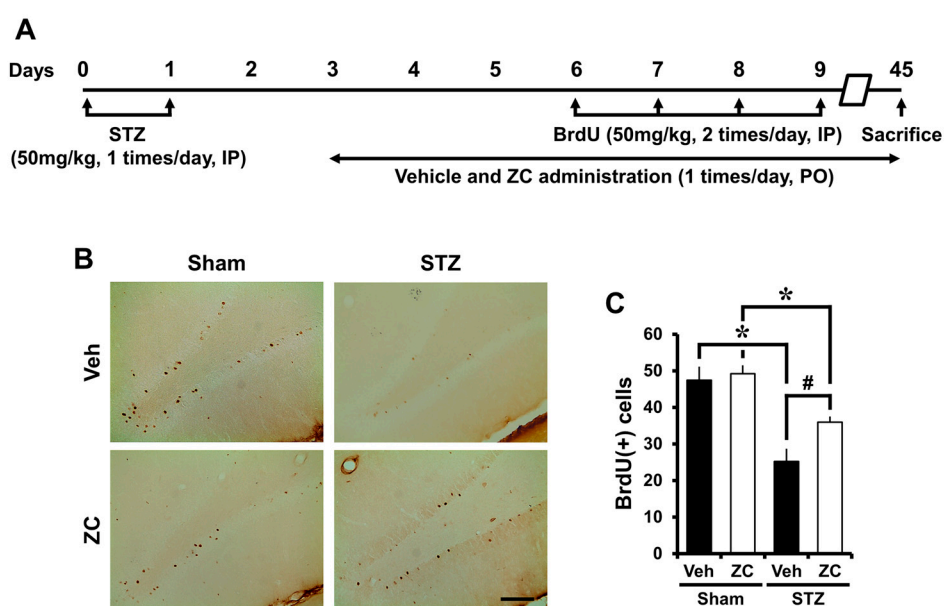 A
Days 0 1 2 3 4 5 6 7 8 9 45
STZ
(50mg/kg, 1 times/day, IP)
BrdU (50mg/kg, 2 times/day, IP)
Sacrifice
Vehicle and ZC administration (1 times/day, PO)
B
Sham STZ
Veh
ZC
C
*
*
#
BrdU(+) cells
60
50
40
30
20
10
0
Veh ZC Veh ZC
Sham STZ